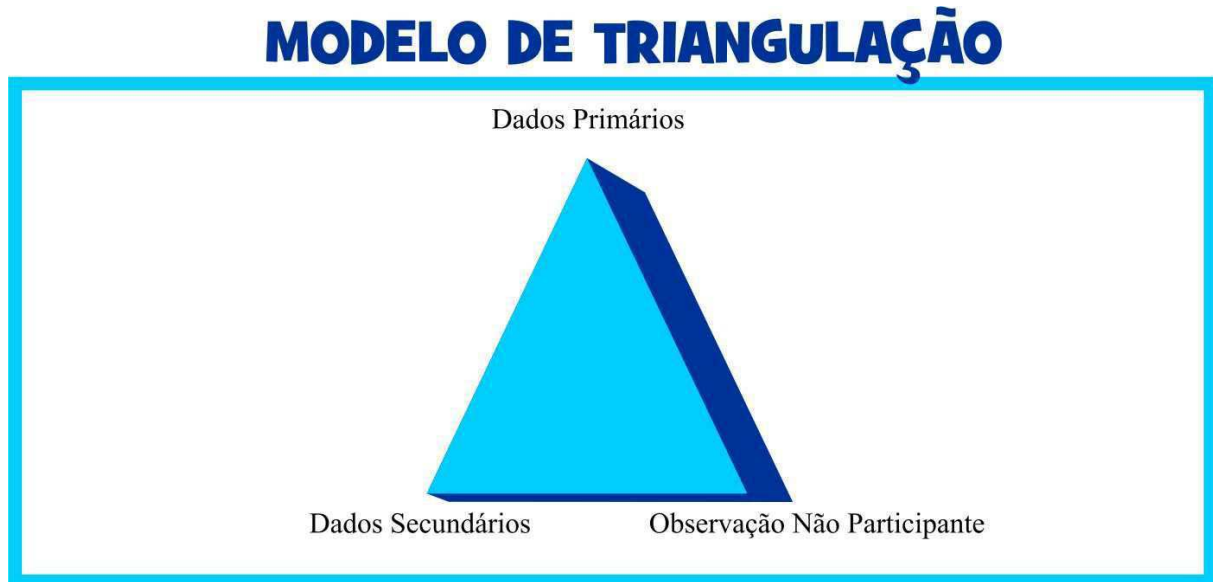 MODELO DE TRIANGULAÇÃO
Dados Primários
Dados Secundários
Observação Não Participante